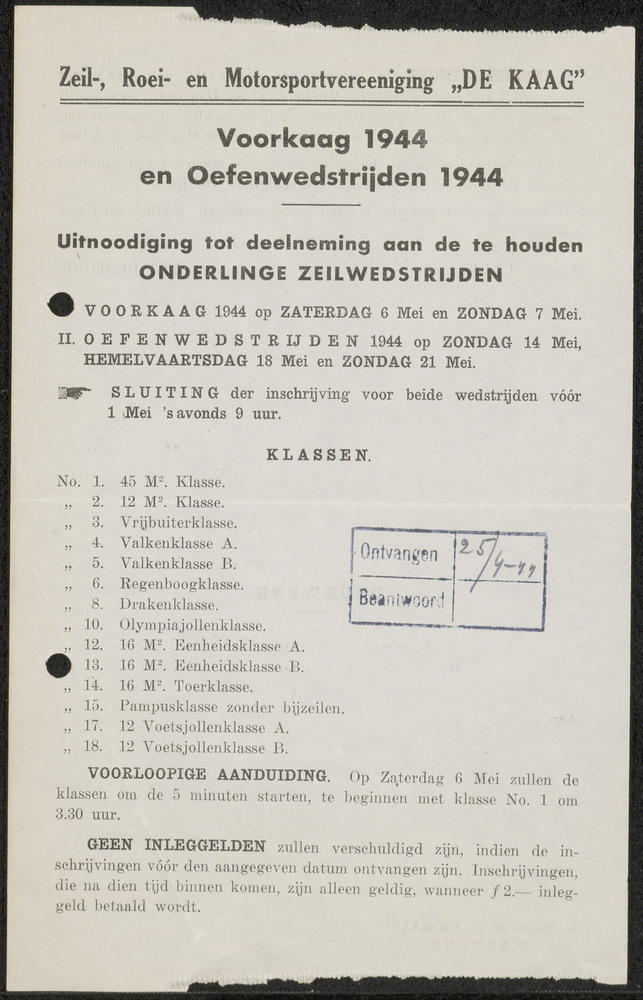 Zeil-, Roei- en Motorsportvereeniging „DE KAAG”
Voorkaag 1944
en Oefenwedstrijden 1944
Uitnoodiging tot deelneming aan de te houden
ONDERLINGE ZEILWEDSTRIJDEN
VOORKAAG 1944 op ZATERDAG 6 Mei en ZONDAG 7 Mei.
II. OEFENWEDSTRIJDEN 1944 op ZONDAG 14 Mei,
HEMELVAARTSDAG 18 Mei en ZONDAG 21 Mei.
SLUITING der inschrijving voor beide wedstrijden vóór
1 Mei 's avonds 9 uur.
KLASSEN.
No. 1. 45 M². Klasse.
„ 2. 12 M². Klasse.
„ 3. Vrijbuiterklasse.
„ 4. Valkenklasse A.
„ 5. Valkenklasse B.
„ 6. Regenboogklasse.
„ 8. Drakenklasse.
„ 10. Olympiajollenklasse.
„ 12. 16 M². Eenheidsklasse A.
13. 16 M². Eenheidsklasse B.
„ 14. 16 M². Toerklasse.
„ 15. Pampusklasse zonder bijzeilen.
„ 17. 12 Voetsjollenklasse A.
„ 18. 12 Voetsjollenklasse B.
Ontvangen 25/4-44
Beantwoord
VOORLOOPIGE AANDUIDING. Op Zaterdag 6 Mei zullen de
klassen om de 5 minuten starten, te beginnen met klasse No. 1 om
3.30 uur.
GEEN INLEGGELDEN zullen verschuldigd zijn, indien de in-
schrijvingen vóór den aangegeven datum ontvangen zijn. Inschrijvingen,
die na dien tijd binnen komen, zijn alleen geldig, wanneer ƒ 2.— inleg-
geld betaald wordt.